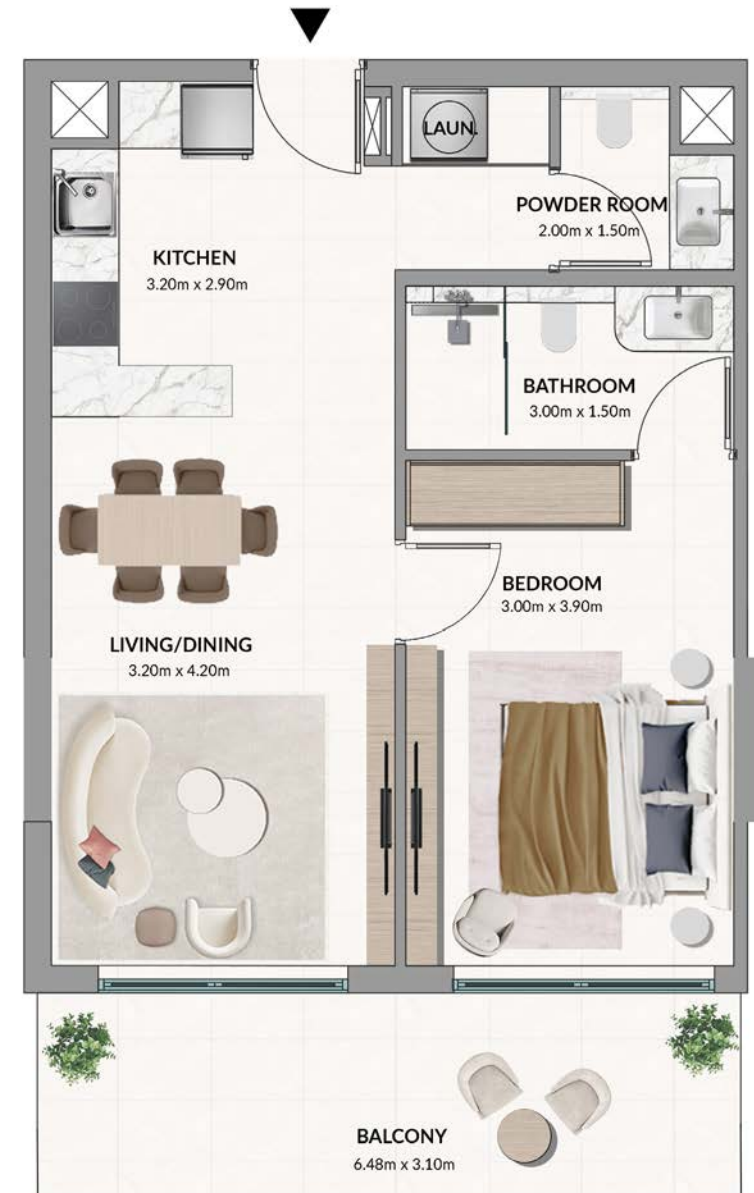 LAUN.
POWDER ROOM
2.00m x 1.50m
KITCHEN
3.20m x 2.90m
BATHROOM
3.00m x 1.50m
BEDROOM
3.00m x 3.90m
LIVING/DINING
3.20m x 4.20m
BALCONY
6.48m x 3.10m